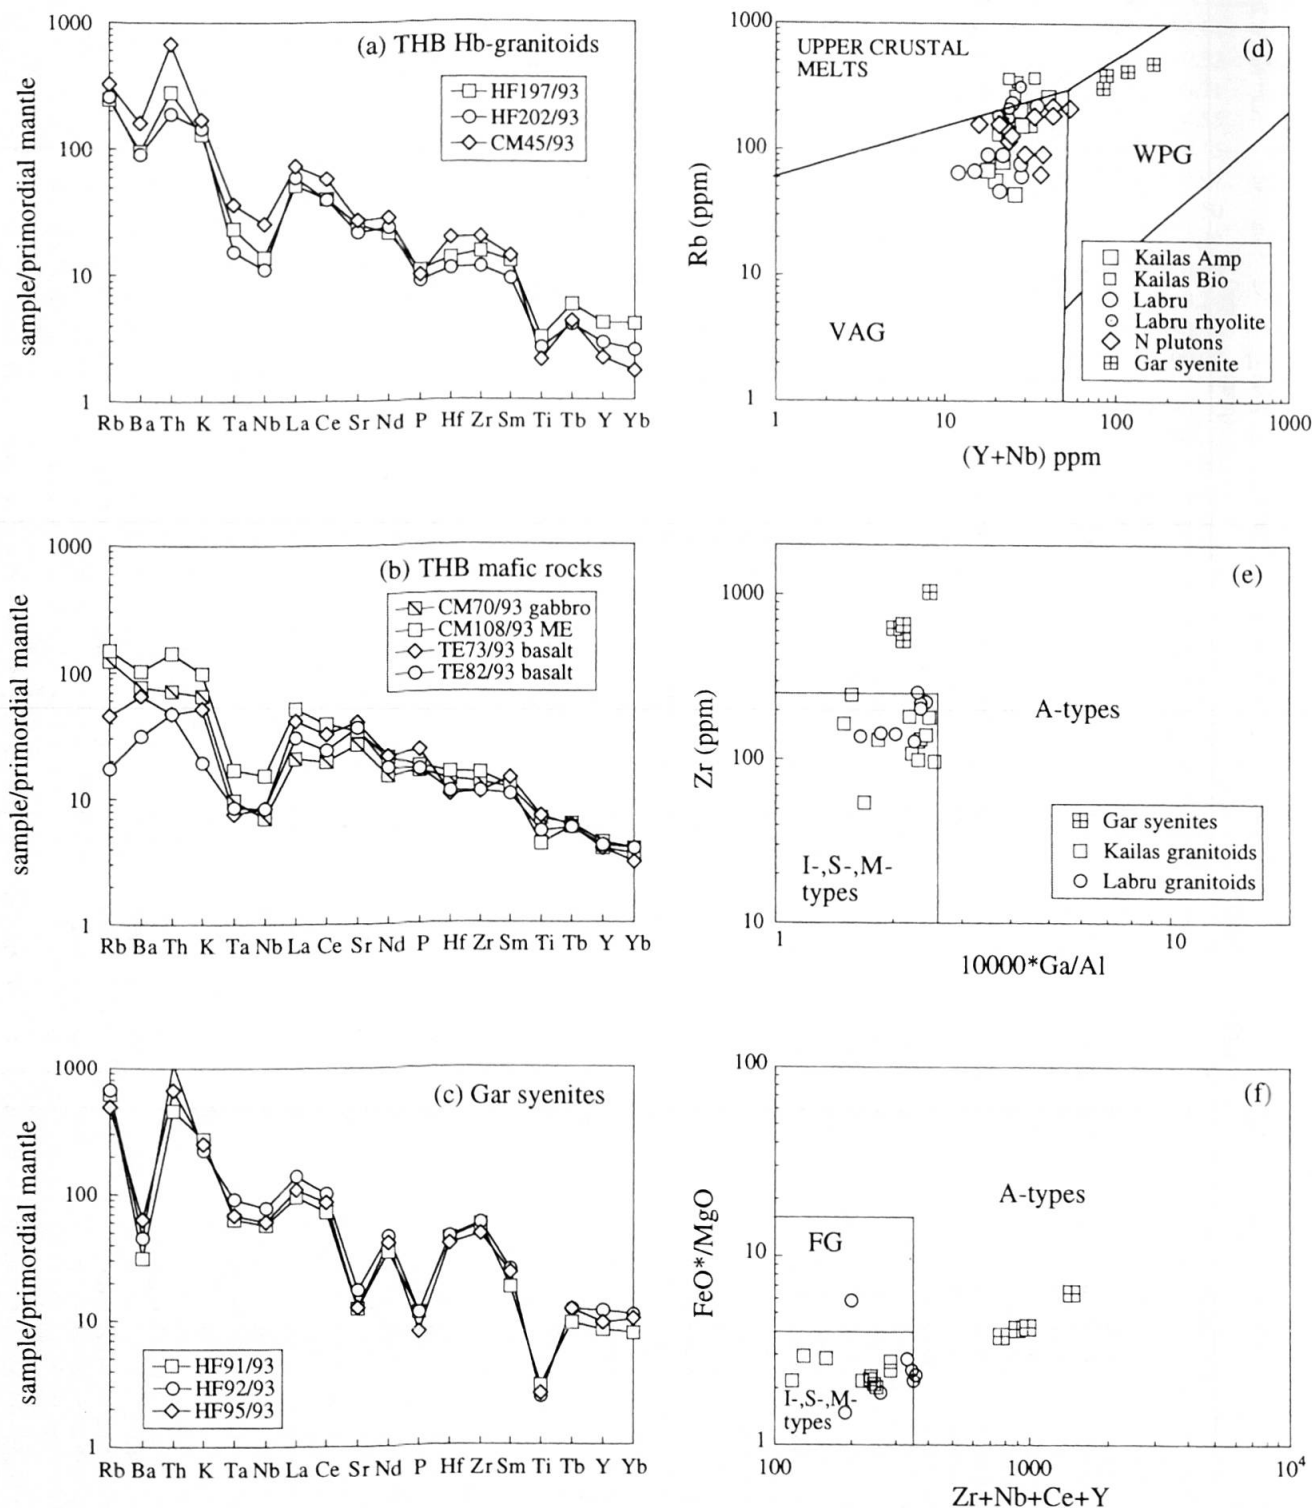 (a) THB Hb-granitoids
HF197/93
HF202/93
CM45/93
1000
100
10
1
sample/primordial mantle
Rb Ba Th K Ta Nb La Ce Sr Nd P Hf Zr Sm Ti Tb Y Yb
(d)
UPPER CRUSTAL
MELTS
WPG
VAG
Kailas Amp
Kailas Bio
Labru
Labru rhyolite
N plutons
Gar syenite
1000
100
10
1
Rb (ppm)
1 10 100 1000
(Y+Nb) ppm
(b) THB mafic rocks
CM70/93 gabbro
CM108/93 ME
TE73/93 basalt
TE82/93 basalt
1000
100
10
1
sample/primordial mantle
Rb Ba Th K Ta Nb La Ce Sr Nd P Hf Zr Sm Ti Tb Y Yb
(e)
A-types
I-,S-,M-
types
Gar syenites
Kailas granitoids
Labru granitoids
1000
100
10
Zr (ppm)
1 10
10000*Ga/Al
(c) Gar syenites
HF91/93
HF92/93
HF95/93
1000
100
10
1
sample/primordial mantle
Rb Ba Th K Ta Nb La Ce Sr Nd P Hf Zr Sm Ti Tb Y Yb
(f)
A-types
FG
I-,S-,M-
types
100
10
1
FeO*/MgO
100 1000 10⁴
Zr+Nb+Ce+Y